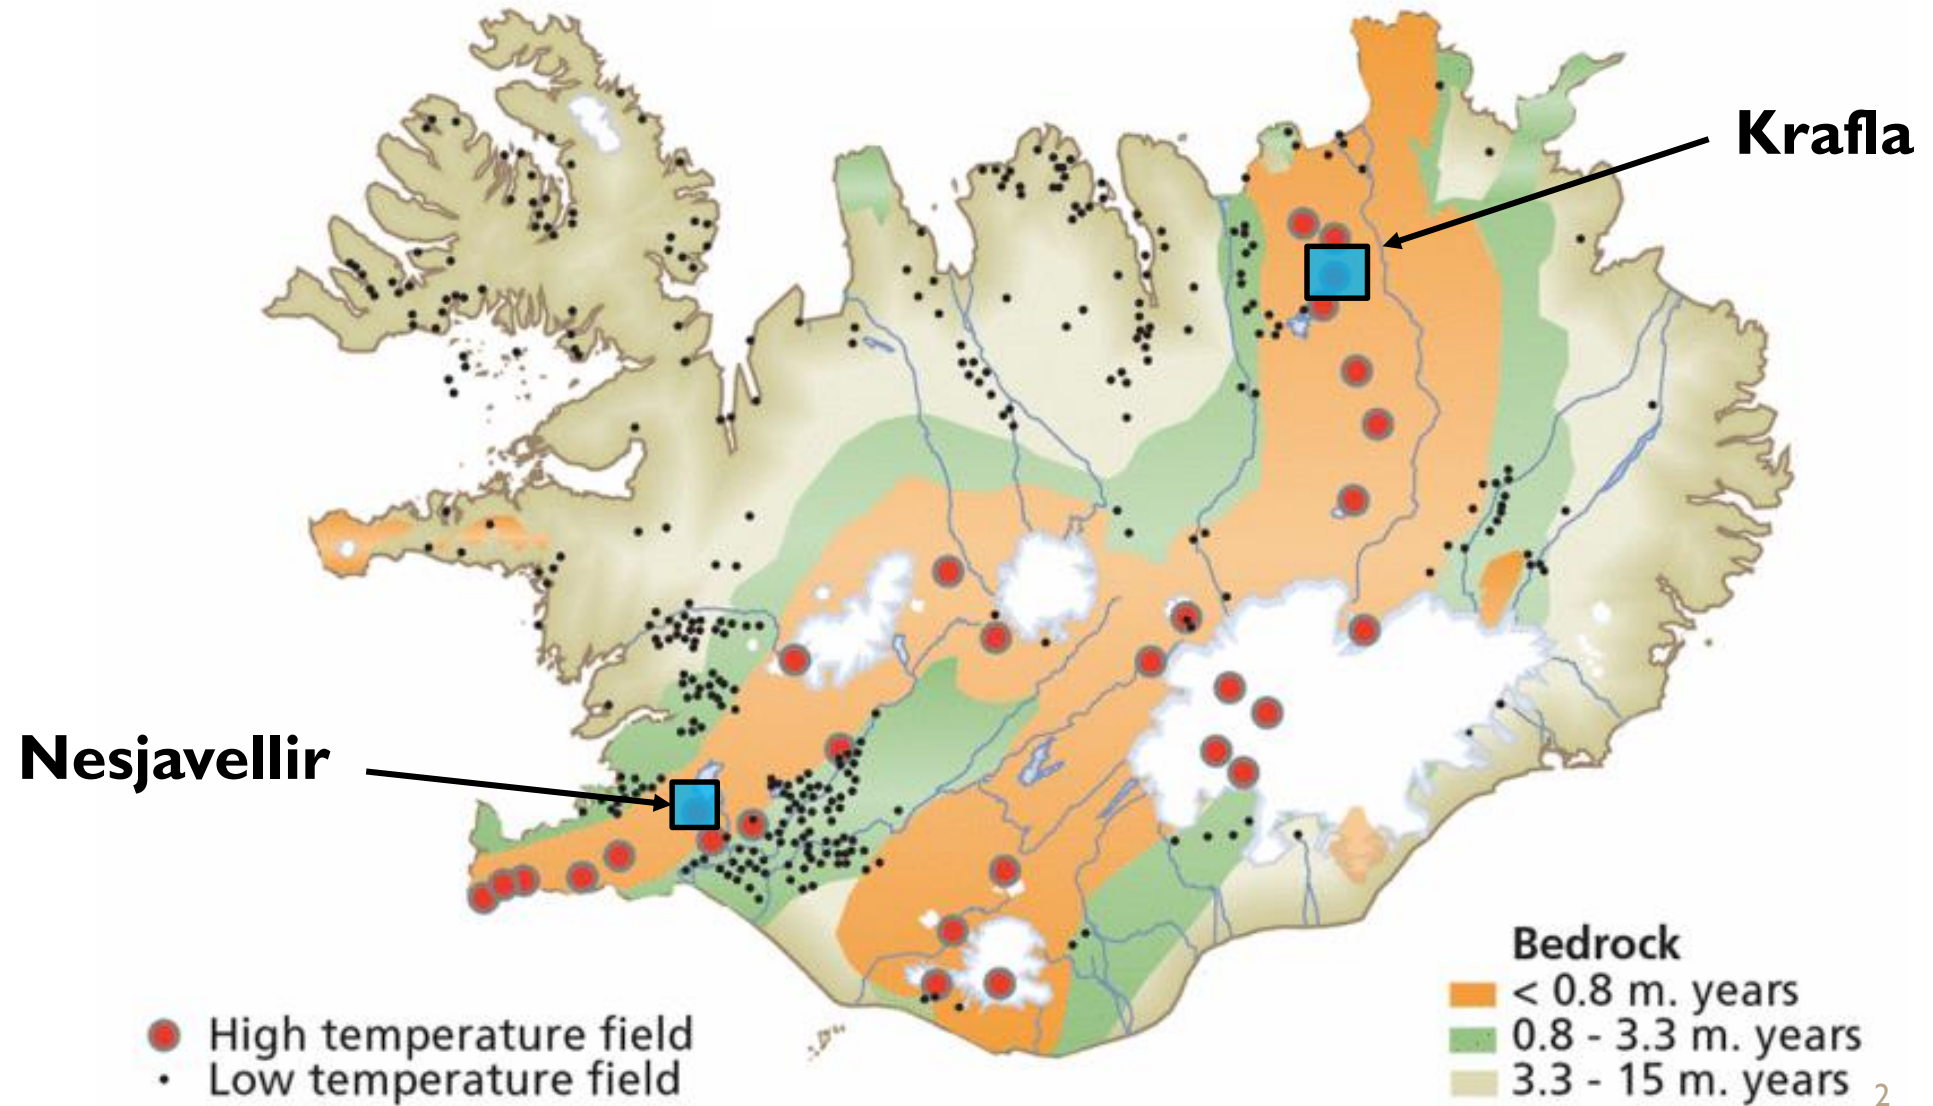 Krafla
Nesjavellir
High temperature field
Low temperature field
Bedrock
< 0.8 m. years
0.8 - 3.3 m. years
3.3 - 15 m. years
2